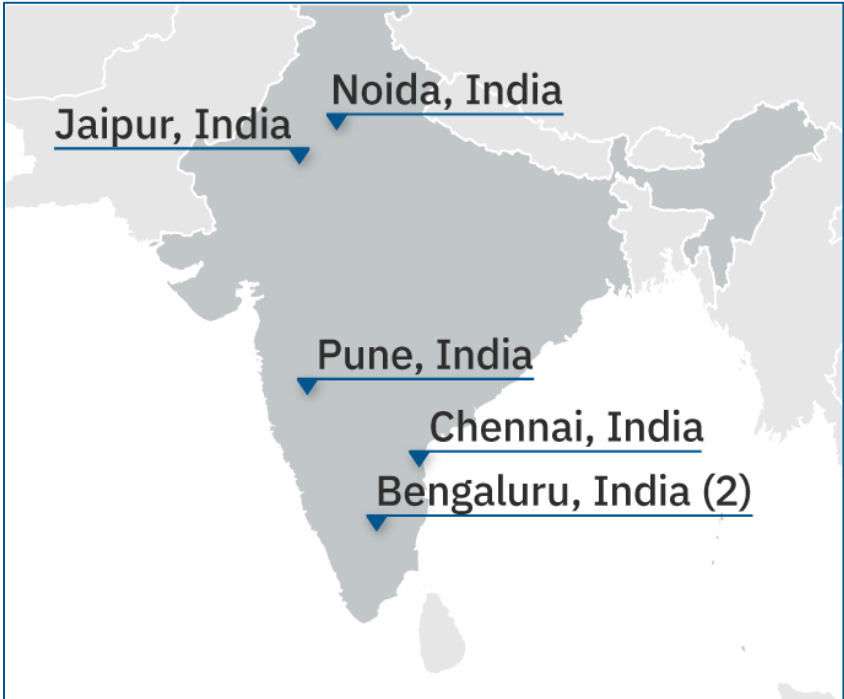 Noida, India
Jaipur, India
Pune, India
Chennai, India
Bengaluru, India (2)